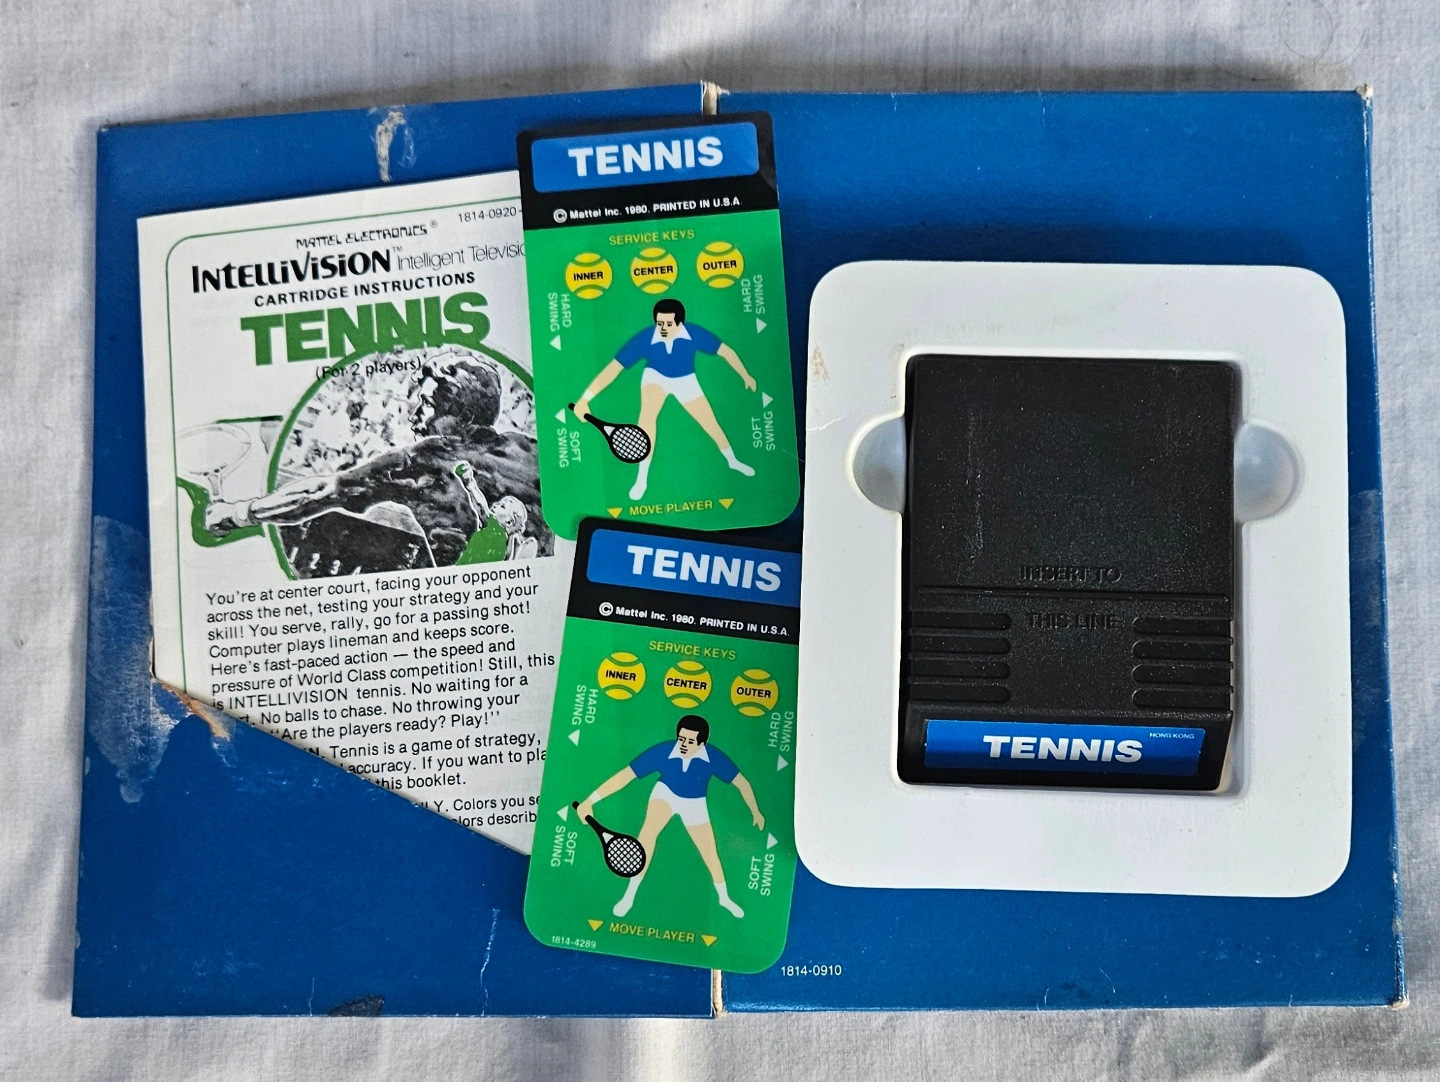 1814-0920-
MATTEL ELECTRONICS®
INTELLIVISION™ Intelligent Televisio
CARTRIDGE INSTRUCTIONS
TENNIS
(For 2 players)
1 2 3 4
You're at center court, facing your opponent
across the net, testing your strategy and your
skill! You serve, rally, go for a passing shot!
Computer plays lineman and keeps score.
Here's fast-paced action — the speed and
pressure of World Class competition! Still, this
is INTELLIVISION tennis. No waiting for a
rt. No balls to chase. No throwing your
"Are the players ready? Play!"
N. Tennis is a game of strategy,
accuracy. If you want to pla
this booklet.
LY. Colors you se
olors describ
TENNIS
© Mattel Inc. 1980. PRINTED IN U.S.A.
SERVICE KEYS
INNER CENTER OUTER
HARD SWING
HARD SWING
SOFT SWING
SOFT SWING
MOVE PLAYER
TENNIS
© Mattel Inc. 1980. PRINTED IN U.S.A.
SERVICE KEYS
INNER CENTER OUTER
HARD SWING
HARD SWING
SOFT SWING
SOFT SWING
MOVE PLAYER
1814-4289
INSERT TO
THIS LINE
HONG KONG
TENNIS
1814-0910